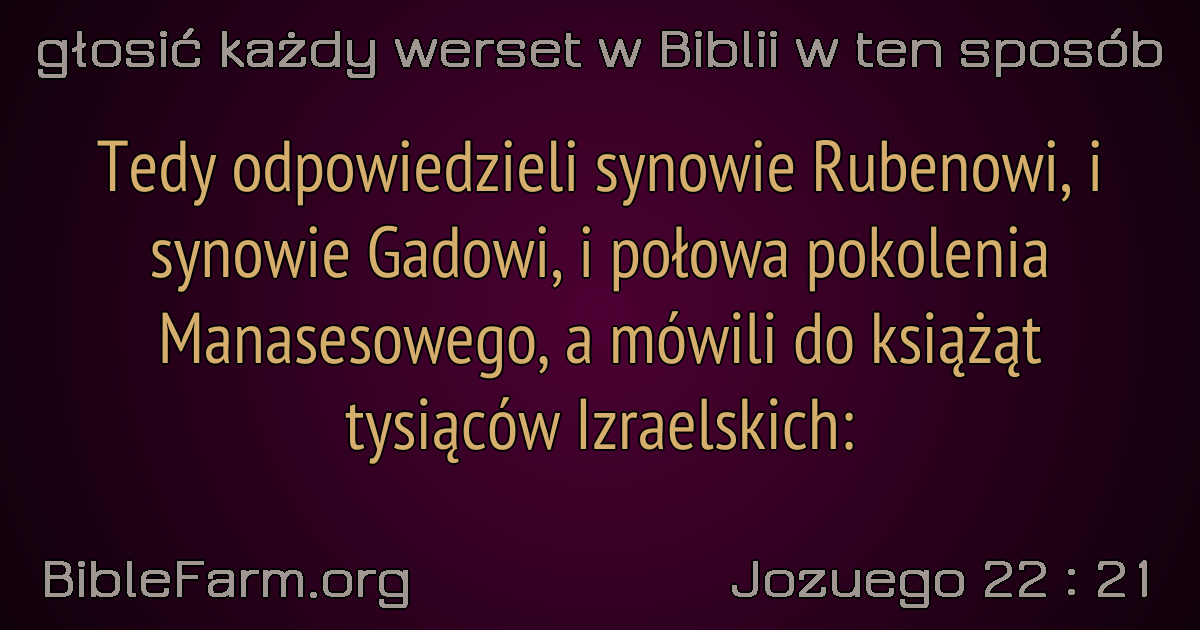 głosić każdy werset w Biblii w ten sposób
Tedy odpowiedzieli synowie Rubenowi, i
synowie Gadowi, i połowa pokolenia
Manasesowego, a mówili do książąt
tysiąców Izraelskich:
BibleFarm.org
Jozuego 22 : 21